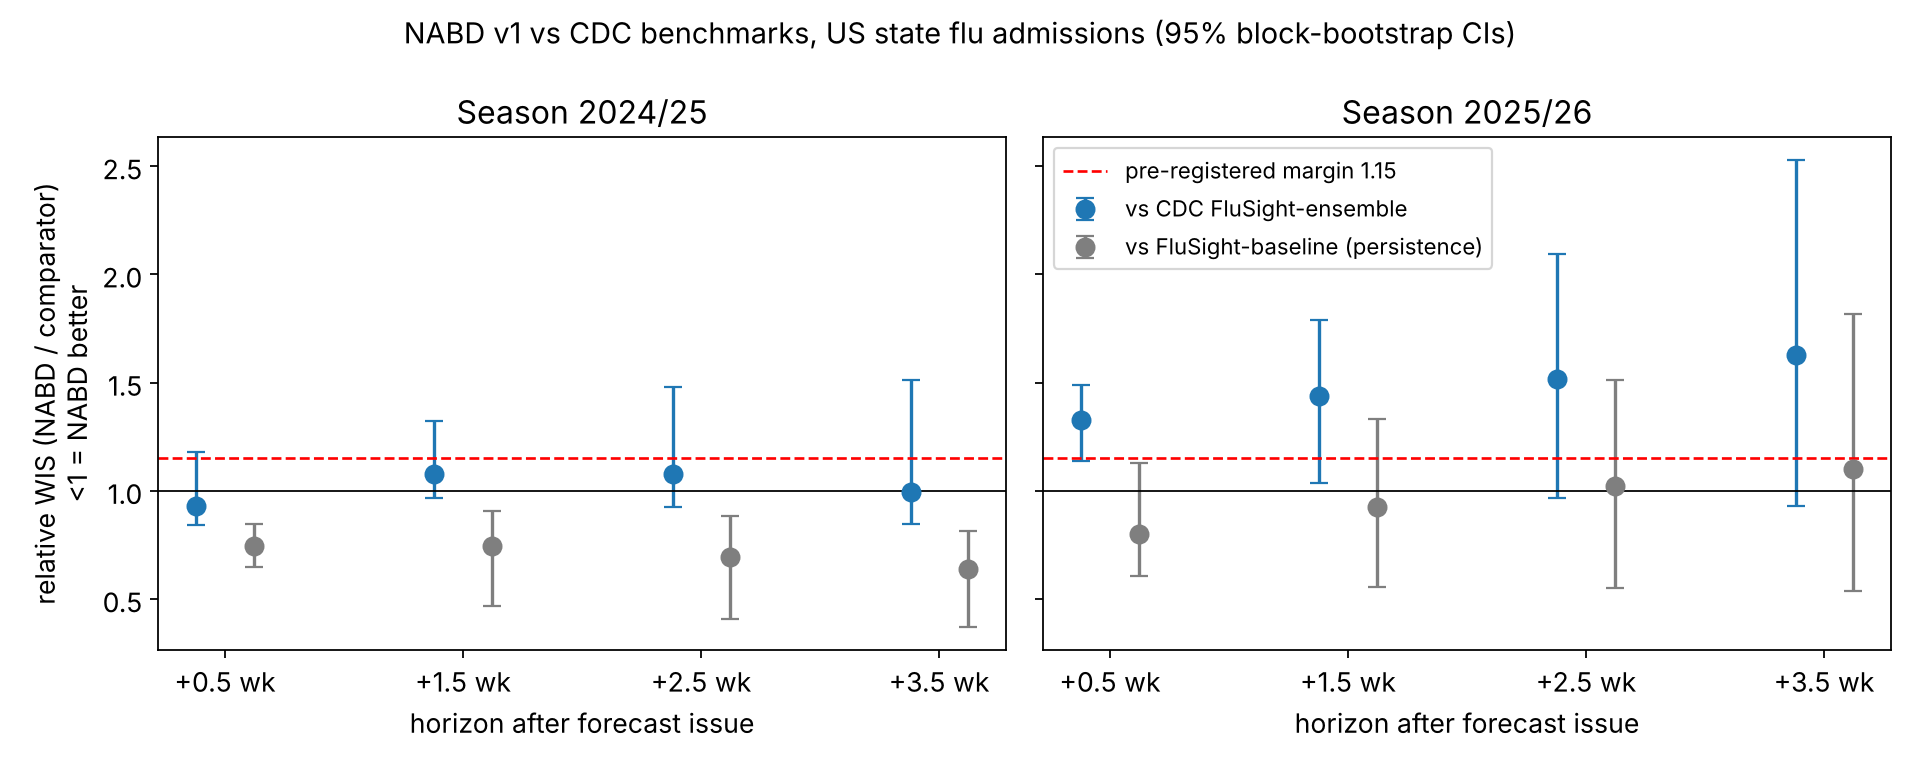 NABD v1 vs CDC benchmarks, US state flu admissions (95% block-bootstrap CIs)
Season 2024/25
relative WIS (NABD / comparator)
<1 = NABD better
2.5
2.0
1.5
1.0
0.5
+0.5 wk
+1.5 wk
+2.5 wk
+3.5 wk
horizon after forecast issue
Season 2025/26
pre-registered margin 1.15
vs CDC FluSight-ensemble
vs FluSight-baseline (persistence)
+0.5 wk
+1.5 wk
+2.5 wk
+3.5 wk
horizon after forecast issue